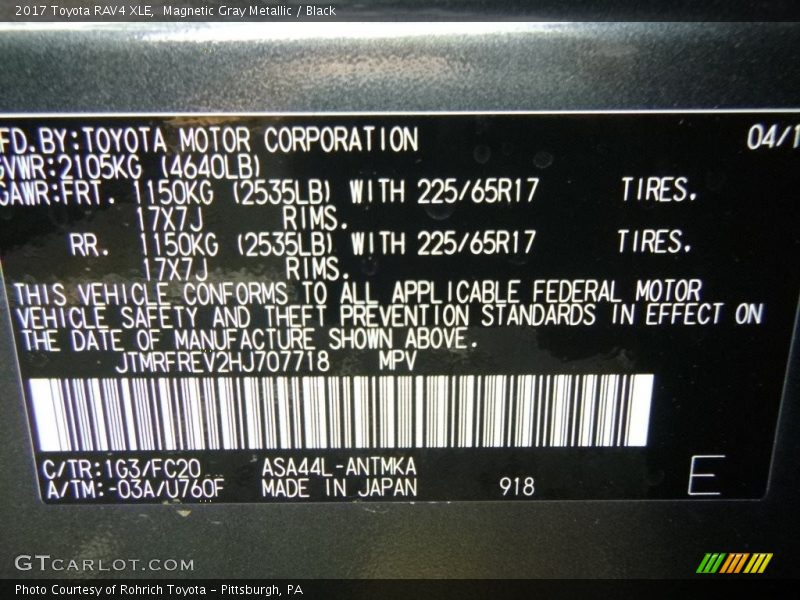 2017 Toyota RAV4 XLE,  Magnetic Gray Metallic / Black
FD.BY:TOYOTA MOTOR CORPORATION 04/1
GVWR:2105KG (4640LB)
GAWR:FRT. 1150KG (2535LB) WITH 225/65R17 TIRES.
17X7J RIMS.
RR. 1150KG (2535LB) WITH 225/65R17 TIRES.
17X7J RIMS.
THIS VEHICLE CONFORMS TO ALL APPLICABLE FEDERAL MOTOR
VEHICLE SAFETY AND THEFT PREVENTION STANDARDS IN EFFECT ON
THE DATE OF MANUFACTURE SHOWN ABOVE.
JTMRFREV2HJ707718 MPV
C/TR:1G3/FC20 ASA44L-ANTMKA
A/TM:-03A/U760F MADE IN JAPAN 918 E
GTCARLOT.COM
Photo Courtesy of Rohrich Toyota - Pittsburgh, PA